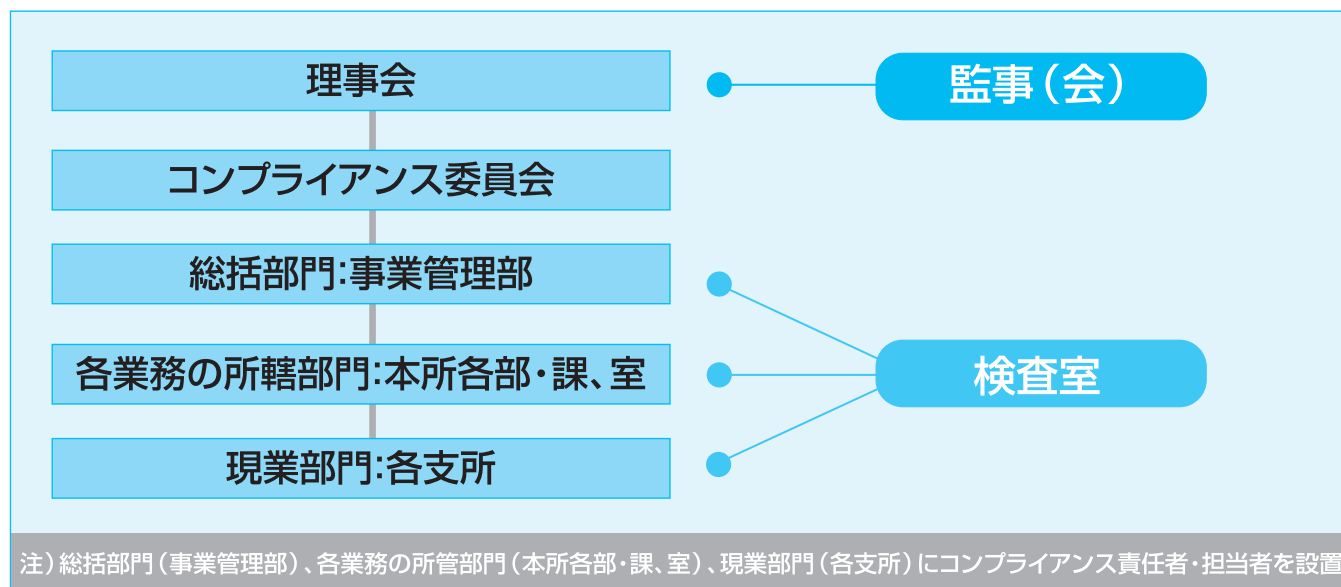 理事会
監事（会）
コンプライアンス委員会
総括部門：事業管理部
各業務の所轄部門：本所各部・課、室
検査室
現業部門：各支所
注）総括部門（事業管理部）、各業務の所管部門（本所各部・課、室）、現業部門（各支所）にコンプライアンス責任者・担当者を設置